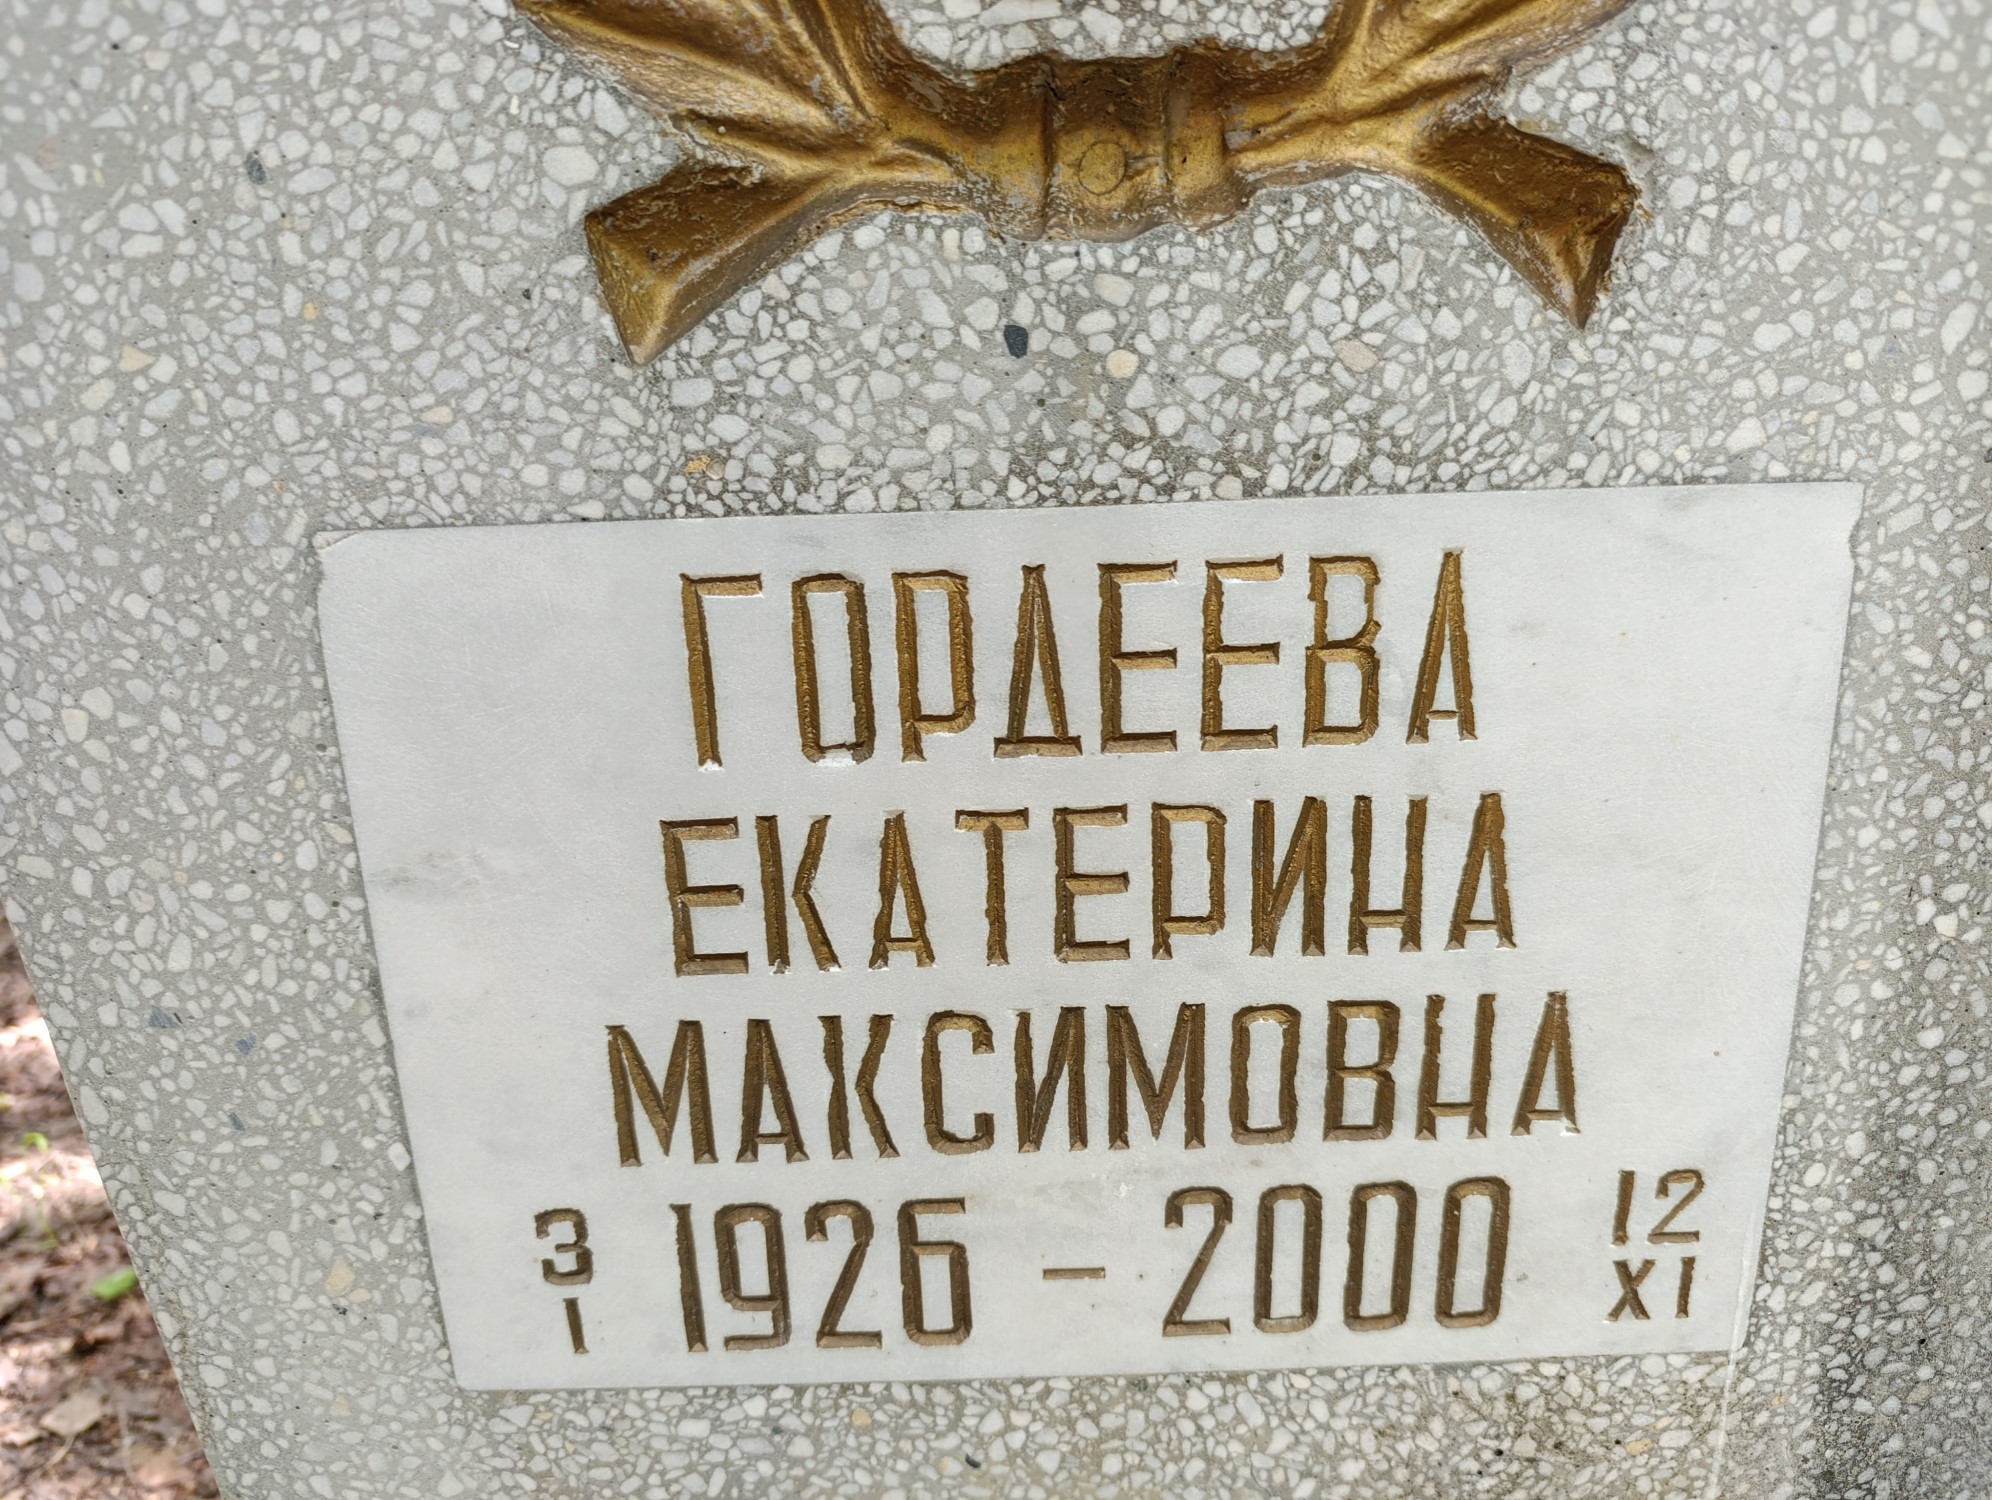 ГОРДЕЕВА
ЕКАТЕРИНА
МАКСИМОВНА
3/I 1926 – 2000 12/XI